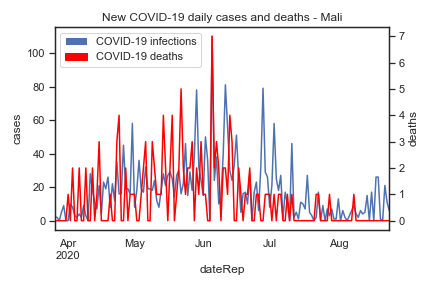 New COVID-19 daily cases and deaths - Mali
COVID-19 infections
COVID-19 deaths
cases
100
80
60
40
20
0
deaths
7
6
5
4
3
2
1
0
Apr May Jun Jul Aug
2020
dateRep